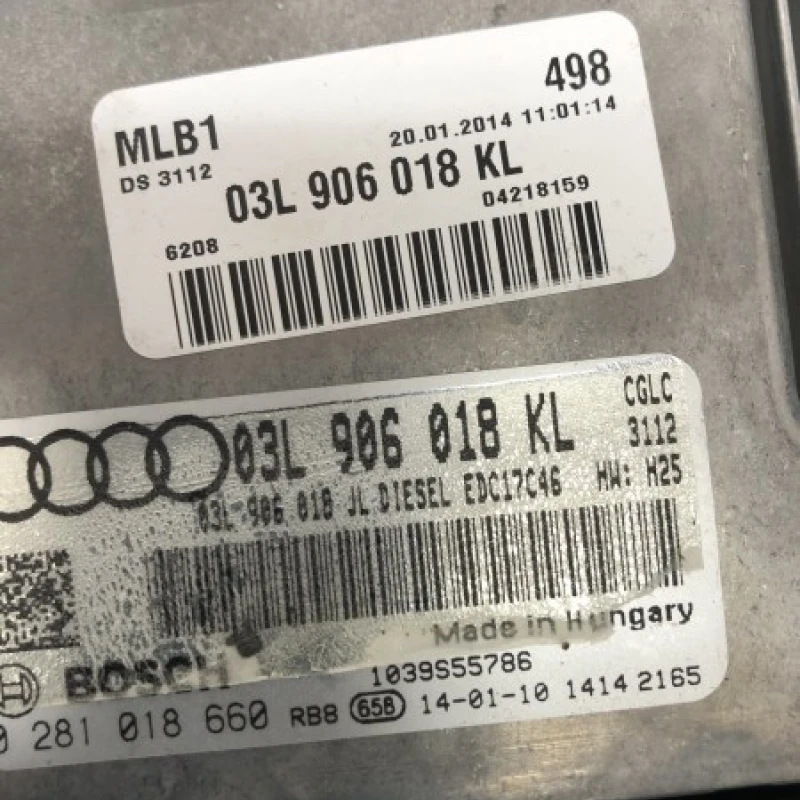 498
MLB1
20.01.2014 11:01:14
DS 3112
03L 906 018 KL
04218159
6208
03L 906 018 KL
CGLC
3112
03L 906 018 JL DIESEL EDC17C46
HW: H25
Made in Hungary
BOSCH
1039S55786
0 281 018 660 RB8 658 14-01-10 1414 2165